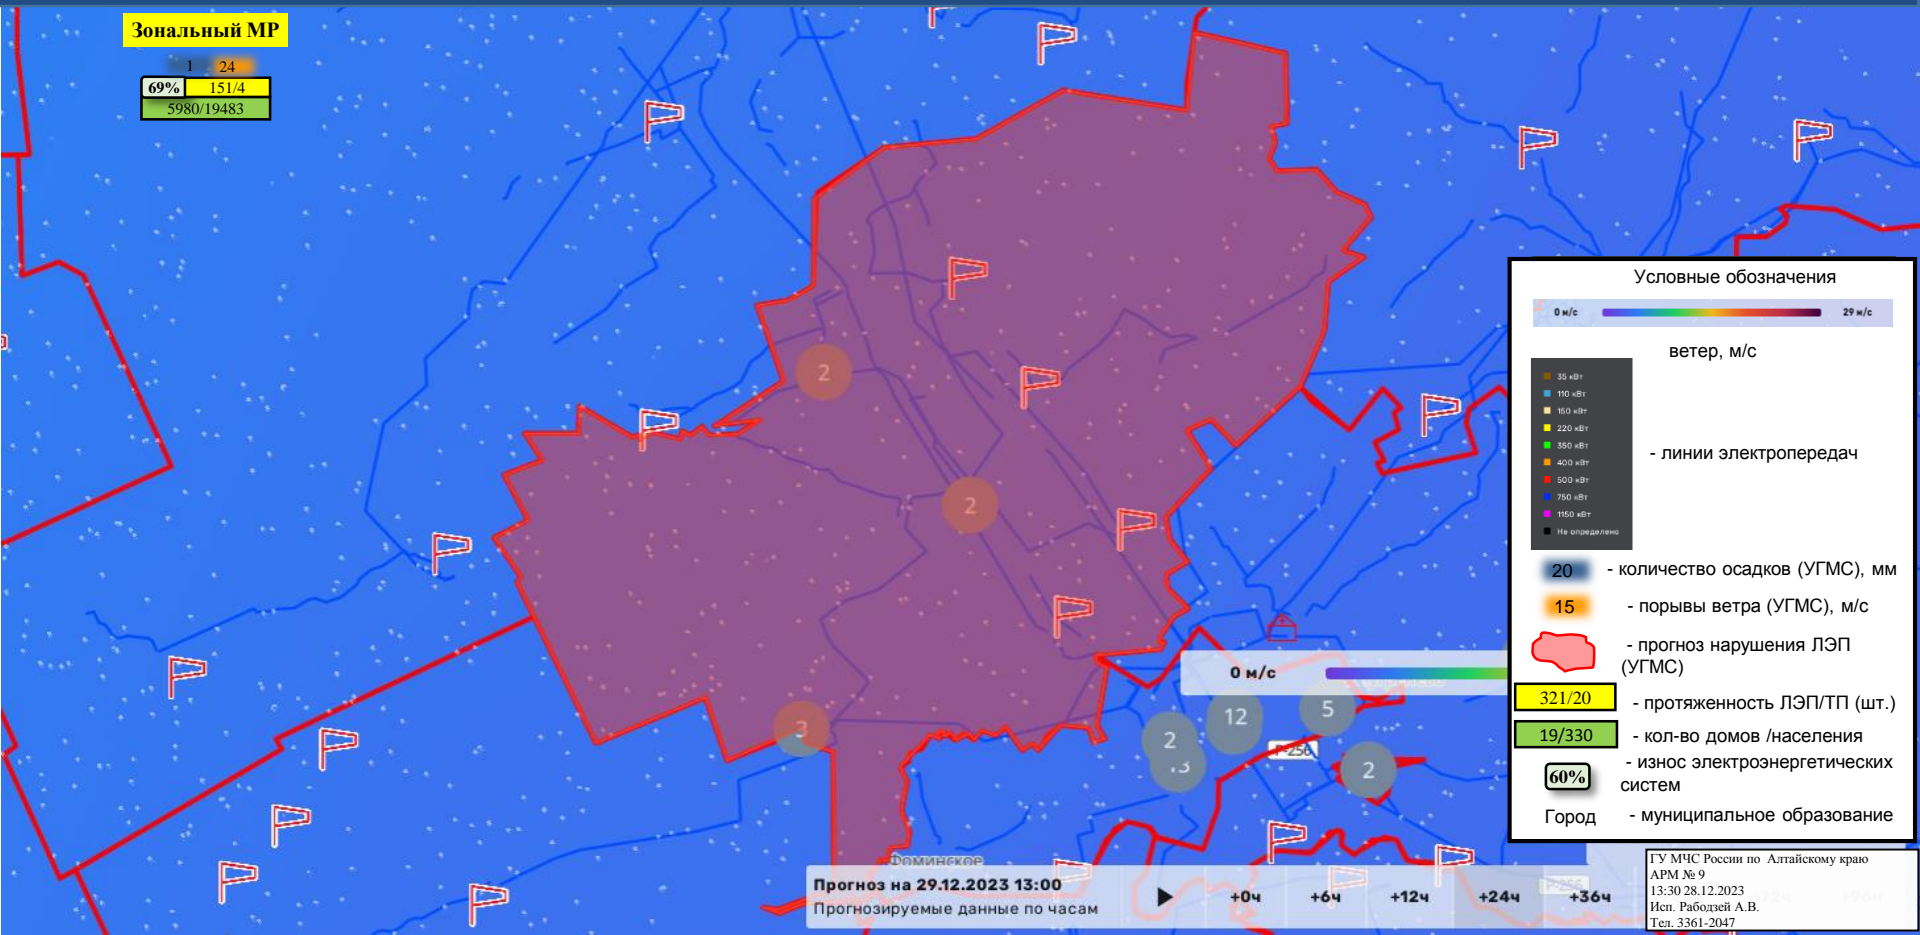 Зональный МР
1 24
69% 151/4
5980/19483
2
2
3
2
12
5
2
Р-256
0 м/с
Фоминское
Прогноз на 29.12.2023 13:00
Прогнозируемые данные по часам
+0ч +6ч +12ч +24ч +36ч
Условные обозначения
0 м/с 29 м/с
ветер, м/с
35 кВт
110 кВт
150 кВт
220 кВт
350 кВт
400 кВт
500 кВт
750 кВт
1150 кВт
Не определено
- линии электропередач
20 - количество осадков (УГМС), мм
15 - порывы ветра (УГМС), м/с
- прогноз нарушения ЛЭП
(УГМС)
321/20 - протяженность ЛЭП/ТП (шт.)
19/330 - кол-во домов /населения
60% - износ электроэнергетических
систем
Город - муниципальное образование
ГУ МЧС России по Алтайскому краю
АРМ № 9
13:30 28.12.2023
Исп. Рабодзей А.В.
Тел. 3361-2047